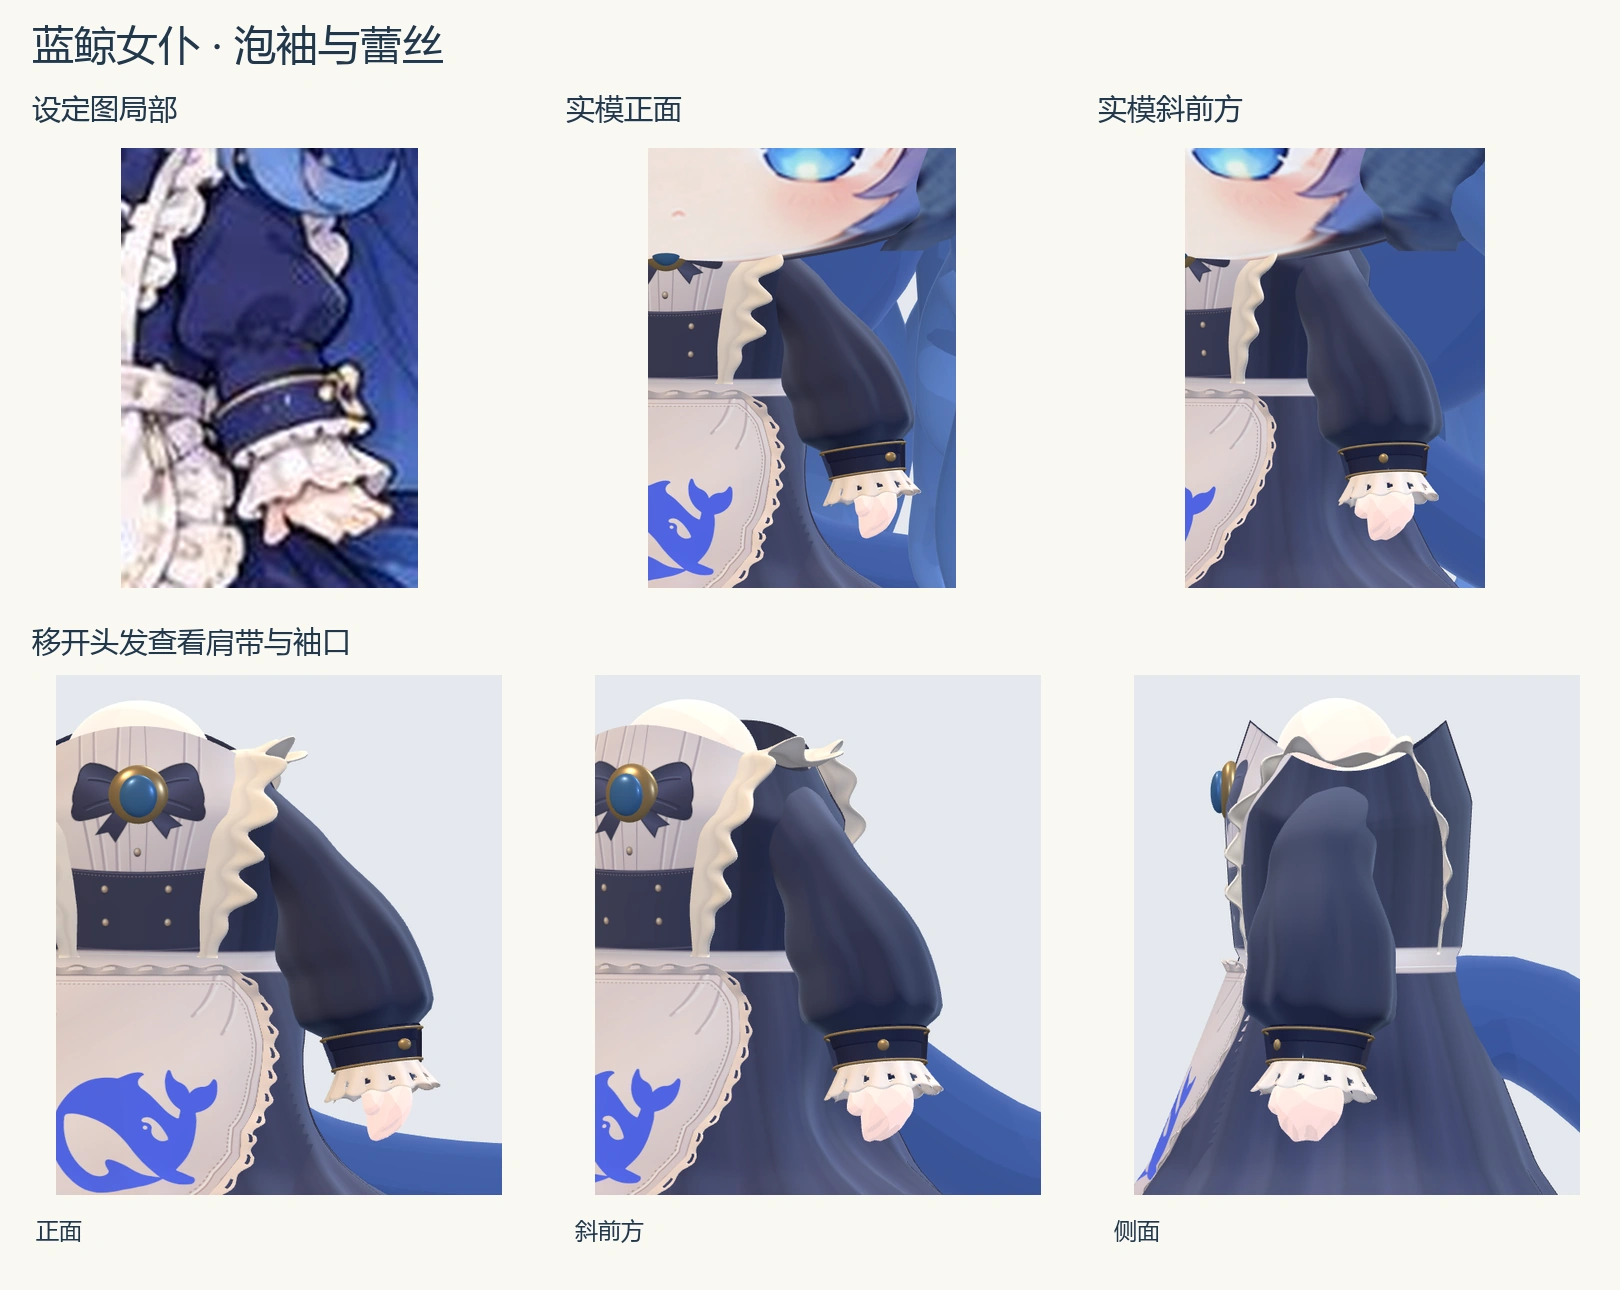 蓝鲸女仆 · 泡袖与蕾丝
设定图局部
实模正面
实模斜前方
移开头发查看肩带与袖口
正面
斜前方
侧面